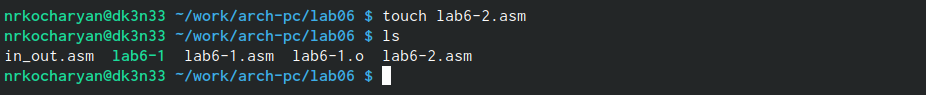 nrkocharyan@dk3n33 ~/work/arch-pc/lab06 $ touch lab6-2.asm
nrkocharyan@dk3n33 ~/work/arch-pc/lab06 $ ls
in_out.asm  lab6-1  lab6-1.asm  lab6-1.o  lab6-2.asm
nrkocharyan@dk3n33 ~/work/arch-pc/lab06 $